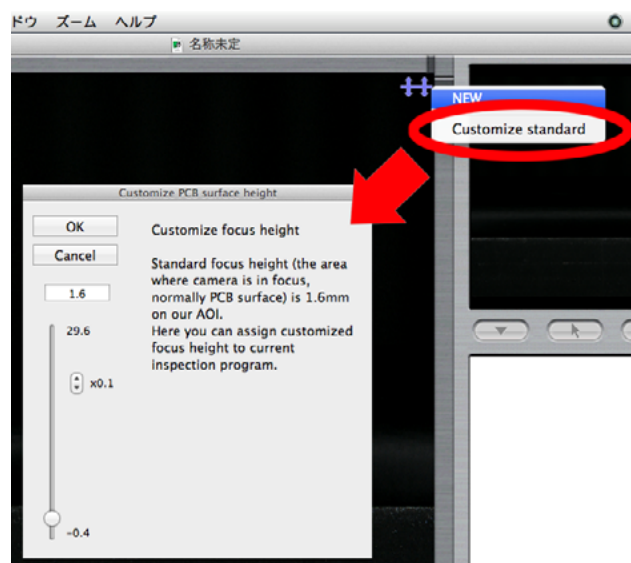 ドウ ズーム ヘルプ
名称未定
NEW
Customize standard
Customize PCB surface height
OK
Cancel
1.6
29.6
x0.1
-0.4
Customize focus height
Standard focus height (the area
where camera is in focus,
normally PCB surface) is 1.6mm
on our AOI.
Here you can assign customized
focus height to current
inspection program.